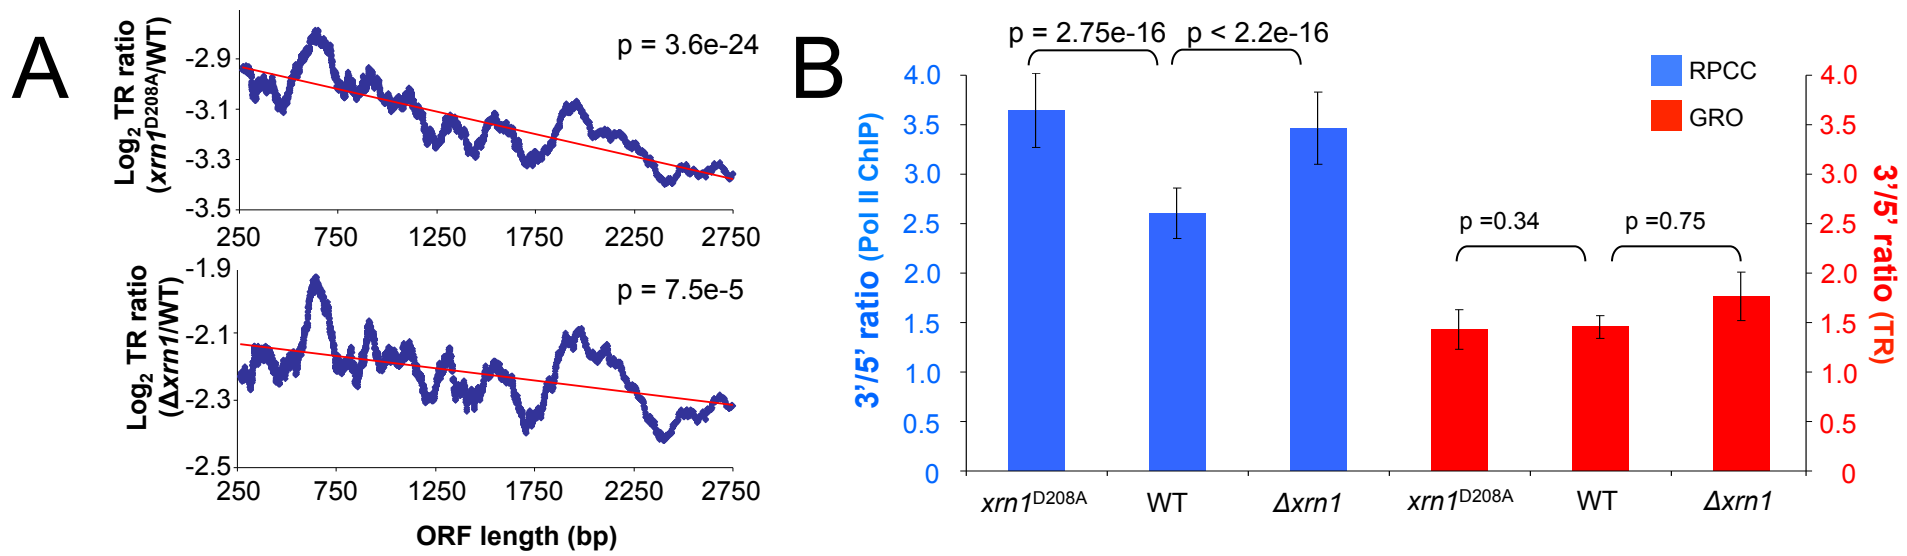 A
Log2 TR ratio
(xrn1D208A/WT)
-2.9
-3.1
-3.3
-3.5
p = 3.6e-24
250 750 1250 1750 2250 2750
Log2 TR ratio
(Δxrn1/WT)
-1.9
-2.1
-2.3
-2.5
p = 7.5e-5
250 750 1250 1750 2250 2750
ORF length (bp)
B
p = 2.75e-16 p < 2.2e-16
3’/5’ ratio (Pol II ChIP)
4.0
3.5
3.0
2.5
2.0
1.5
1.0
0.5
0
RPCC
GRO
p =0.34 p =0.75
4.0
3.5
3.0
2.5
2.0
1.5
1.0
0.5
0
3’/5’ ratio (TR)
xrn1D208A WT Δxrn1 xrn1D208A WT Δxrn1